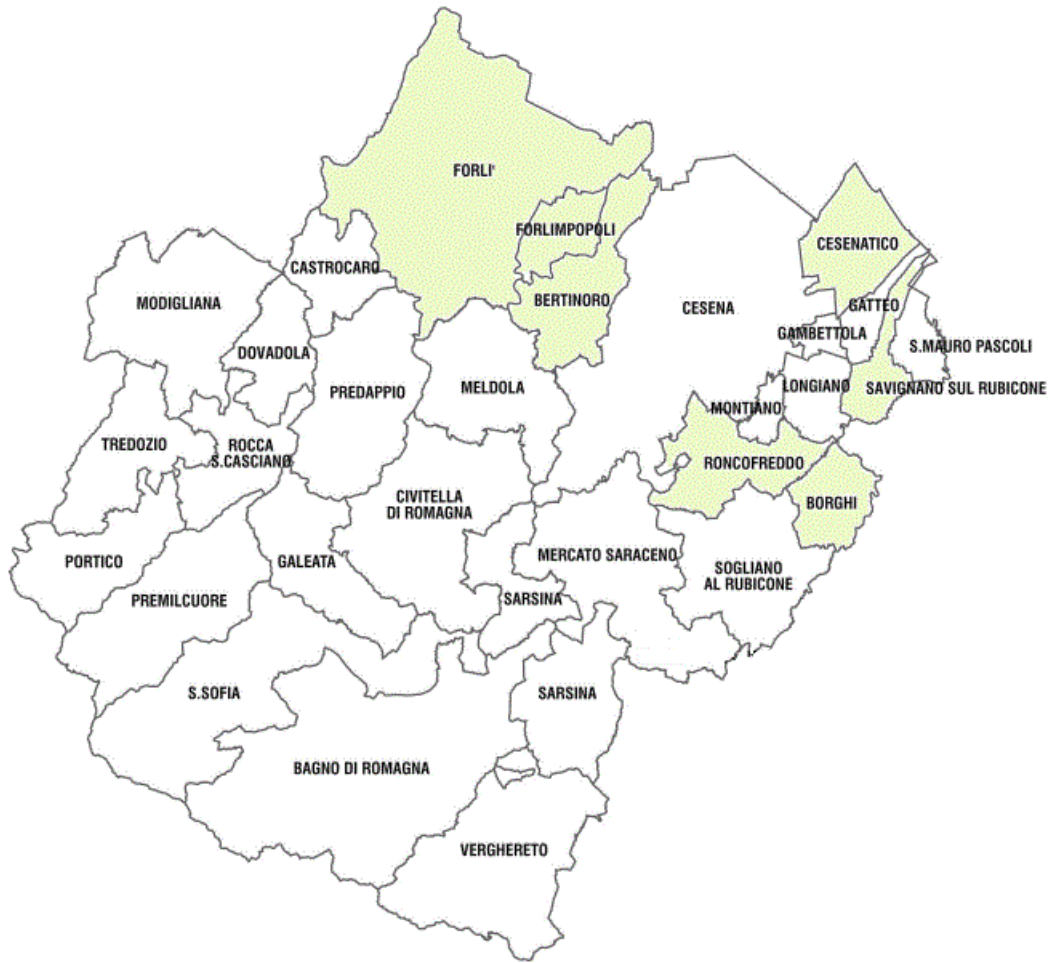 FORLI'
FORLIMPOPOLI
CESENATICO
CASTROCARO
MODIGLIANA
BERTINORO
CESENA
GATTEO
GAMBETTOLA
S.MAURO PASCOLI
DOVADOLA
PREDAPPIO
MELDOLA
LONGIANO
SAVIGNANO SUL RUBICONE
MONTIANO
TREDOZIO
ROCCA
S.CASCIANO
RONCOFREDDO
CIVITELLA
DI ROMAGNA
BORGHI
PORTICO
GALEATA
MERCATO SARACENO
SOGLIANO
AL RUBICONE
PREMILCUORE
SARSINA
S.SOFIA
SARSINA
BAGNO DI ROMAGNA
VERGHERETO